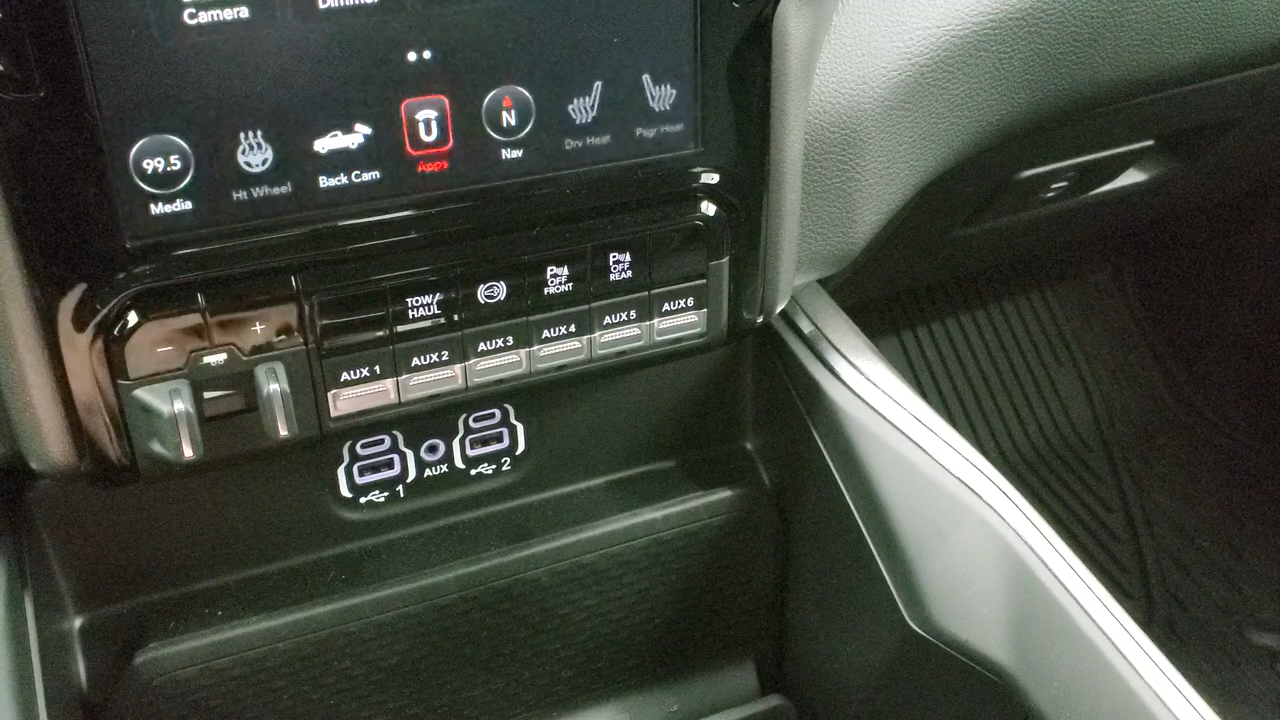 Camera
Dimmer
99.5
Media
Ht Wheel
Back Cam
U
Apps
N
Nav
Drv Heat
Psgr Heat
−
+
TOW/
HAUL
P
OFF
FRONT
P
OFF
REAR
AUX 1
AUX 2
AUX 3
AUX 4
AUX 5
AUX 6
1
AUX
2